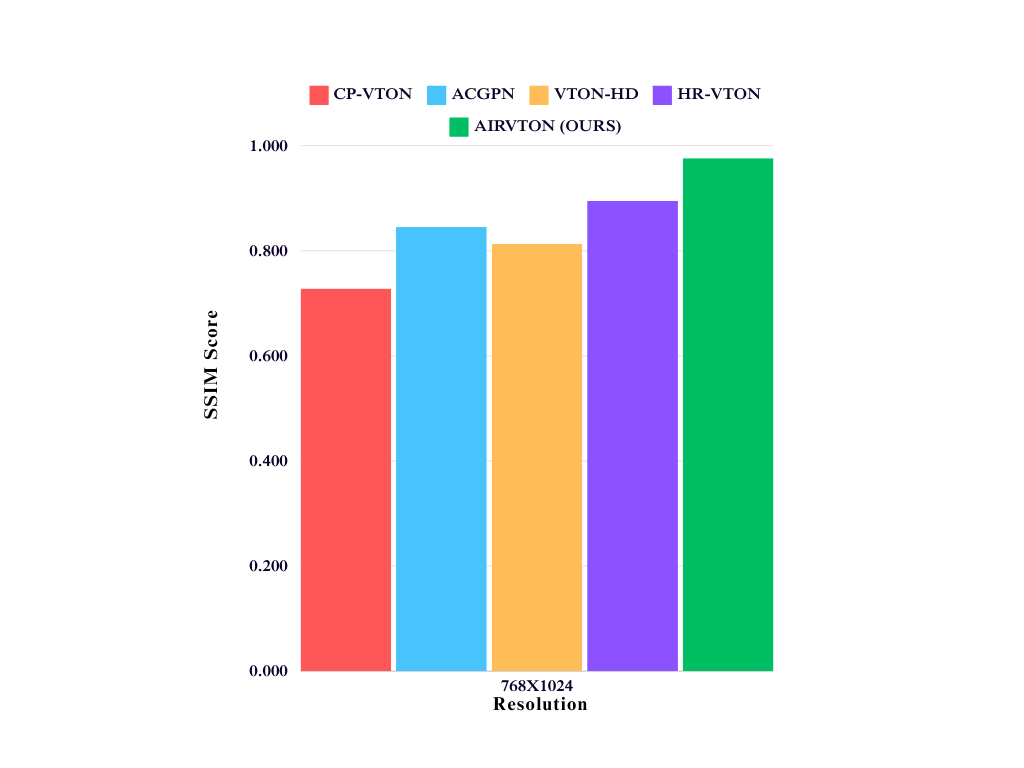 CP-VTON ACGPN VTON-HD HR-VTON
AIRVTON (OURS)
1.000
0.800
0.600
0.400
0.200
0.000
SSIM Score
768X1024
Resolution